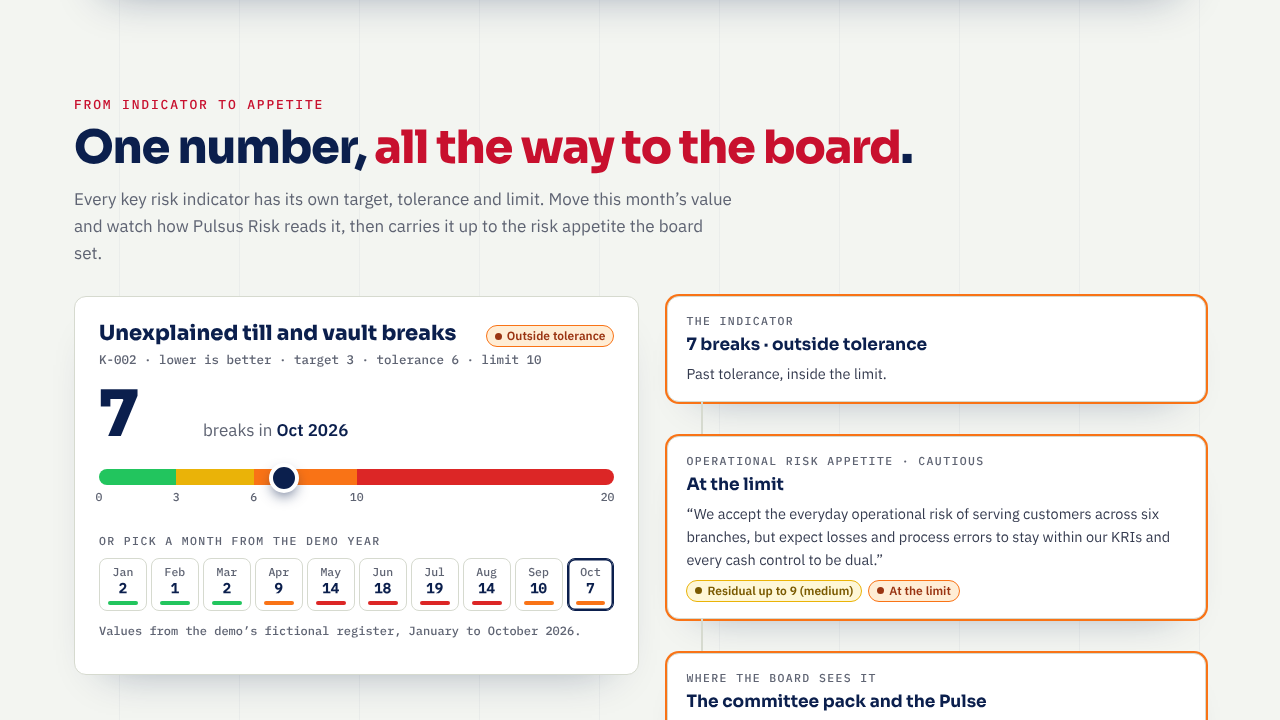 FROM INDICATOR TO APPETITE
One number, all the way to the board.
Every key risk indicator has its own target, tolerance and limit. Move this month’s value
and watch how Pulsus Risk reads it, then carries it up to the risk appetite the board
set.
Unexplained till and vault breaks
Outside tolerance
K-002 · lower is better · target 3 · tolerance 6 · limit 10
7
breaks in Oct 2026
0 3 6 10 20
OR PICK A MONTH FROM THE DEMO YEAR
Jan Feb Mar Apr May Jun Jul Aug Sep Oct
2 1 2 9 14 18 19 14 10 7
Values from the demo’s fictional register, January to October 2026.
THE INDICATOR
7 breaks · outside tolerance
Past tolerance, inside the limit.
OPERATIONAL RISK APPETITE · CAUTIOUS
At the limit
“We accept the everyday operational risk of serving customers across six
branches, but expect losses and process errors to stay within our KRIs and
every cash control to be dual.”
Residual up to 9 (medium)
At the limit
WHERE THE BOARD SEES IT
The committee pack and the Pulse